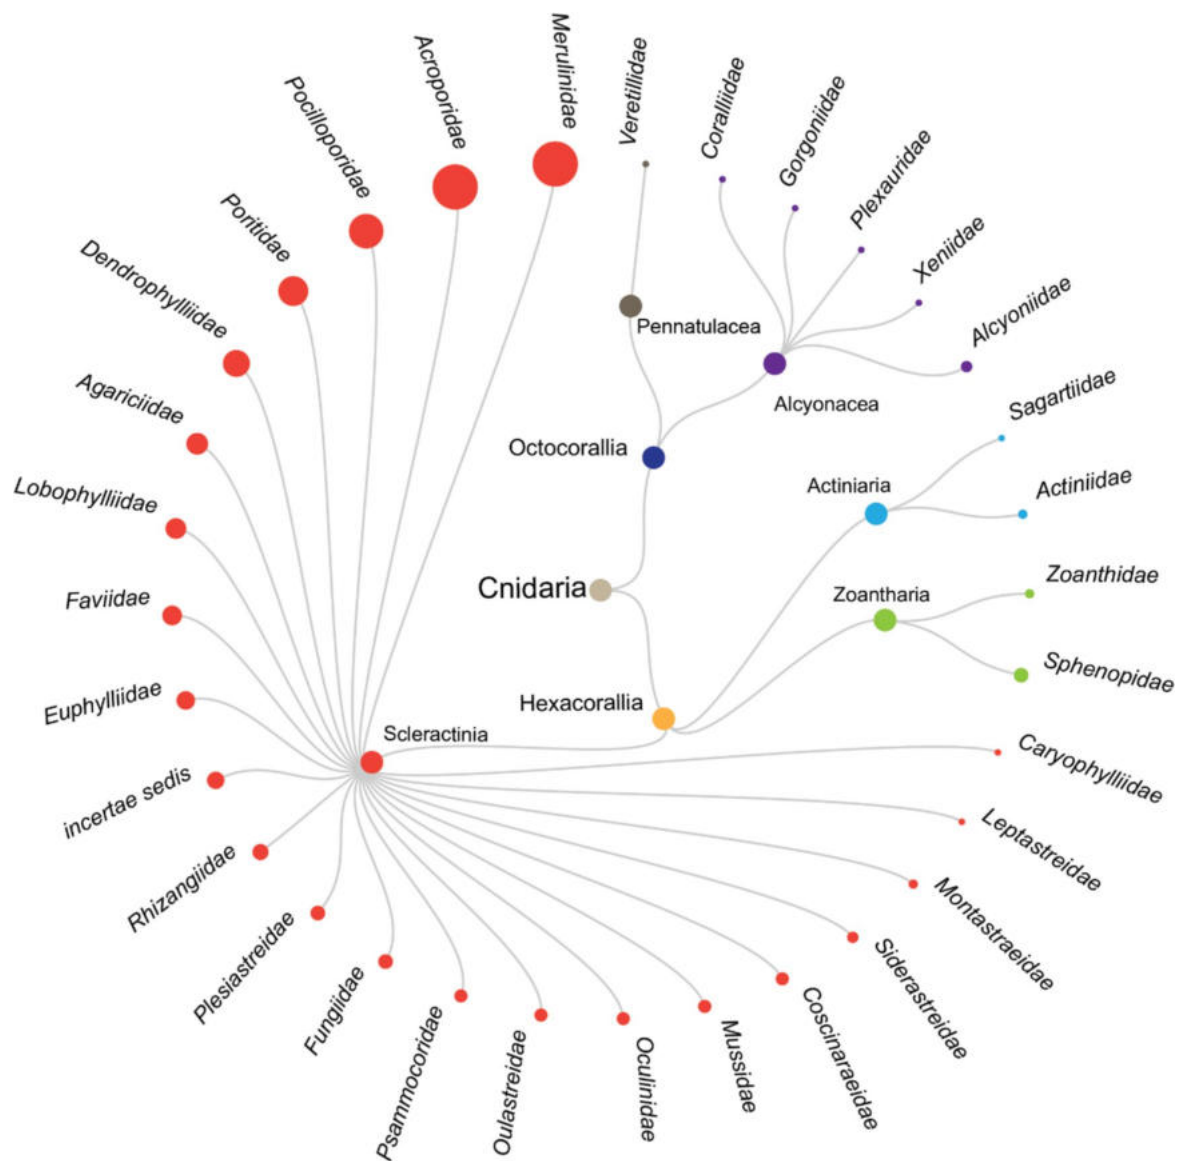 Merulinidae
Acroporidae
Pocilloporidae
Poritidae
Dendrophylliidae
Agariciidae
Lobophylliidae
Faviidae
Euphylliidae
incertae sedis
Rhizangiidae
Plesiastreidae
Fungiidae
Psammocoridae
Oulastreidae
Oculinidae
Mussidae
Coscinaraeidae
Siderastreidae
Montastraeidae
Leptastreidae
Caryophylliidae
Scleractinia
Veretillidae
Pennatulacea
Coralliidae
Gorgoniidae
Plexauridae
Xeniidae
Alcyoniidae
Alcyonacea
Octocorallia
Cnidaria
Hexacorallia
Sagartiidae
Actiniaria
Actiniidae
Zoanthidae
Zoantharia
Sphenopidae